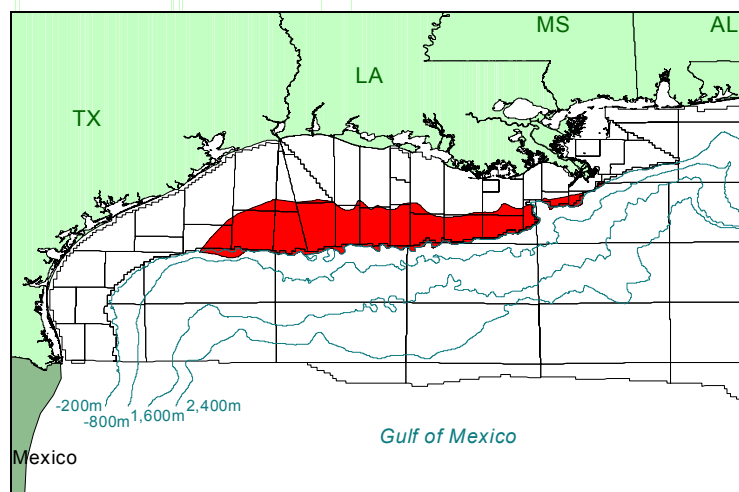 MS
AL
LA
TX
-200m
-800m
1,600m
2,400m
Gulf of Mexico
Mexico